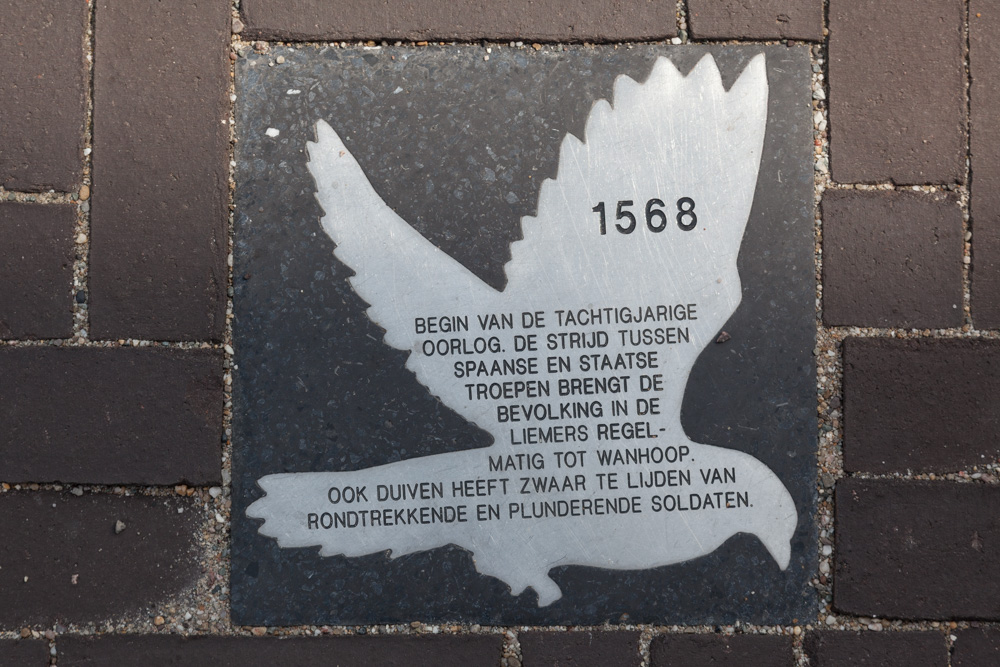 1568
BEGIN VAN DE TACHTIGJARIGE
OORLOG. DE STRIJD TUSSEN
SPAANSE EN STAATSE
TROEPEN BRENGT DE
BEVOLKING IN DE
LIEMERS REGEL-
MATIG TOT WANHOOP.
OOK DUIVEN HEEFT ZWAAR TE LIJDEN VAN
RONDTREKKENDE EN PLUNDERENDE SOLDATEN.